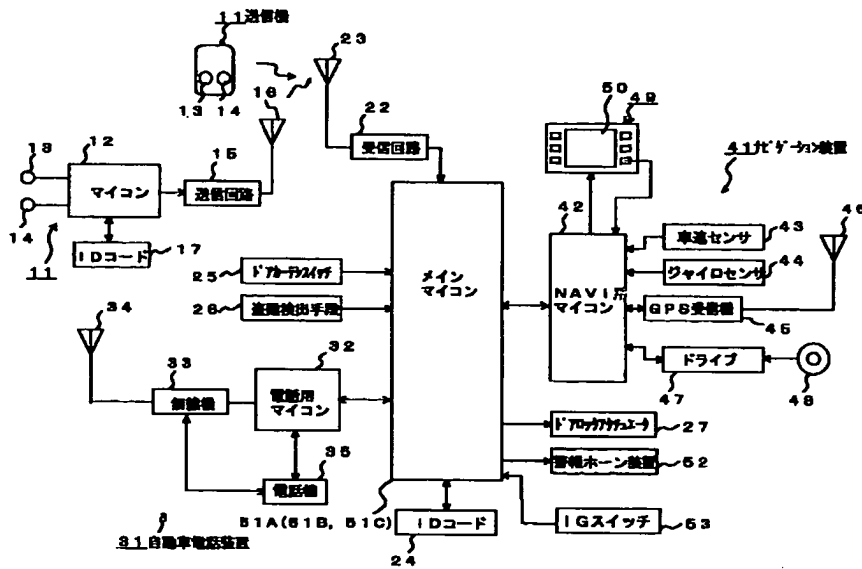 11送信機
23
13 14
16
50
49
12
15
22
13
マイコン
送信回路
受信回路
41ナビゲーション装置
42
46
14
11
IDコード
17
車速センサ
43
ジャイロセンサ
44
メイン
マイコン
NAVI用
マイコン
GPS受信機
45
25
ドアカーテシスイッチ
26
盗難検出手段
34
32
33
無線機
電話用
マイコン
ドライブ
47
48
ドアロックアクチュエータ
27
35
電話機
警報ホーン装置
52
51A(51B, 51C)
IDコード
24
IGスイッチ
53
31自動車電話装置